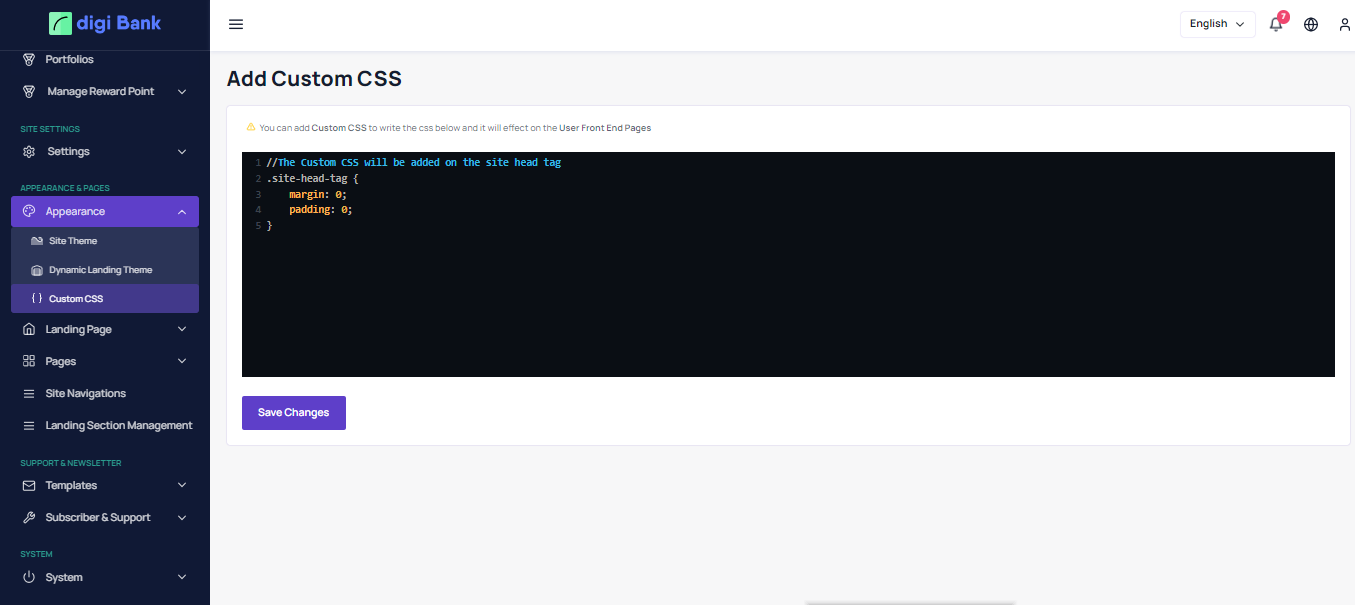 digi Bank
English
7
Portfolios
Manage Reward Point
SITE SETTINGS
Settings
APPEARANCE & PAGES
Appearance
Site Theme
Dynamic Landing Theme
Custom CSS
Landing Page
Pages
Site Navigations
Landing Section Management
SUPPORT & NEWSLETTER
Templates
Subscriber & Support
SYSTEM
System
Add Custom CSS
You can add Custom CSS to write the css below and it will effect on the User Front End Pages
1 //The Custom CSS will be added on the site head tag
2 .site-head-tag {
3     margin: 0;
4     padding: 0;
5 }
Save Changes